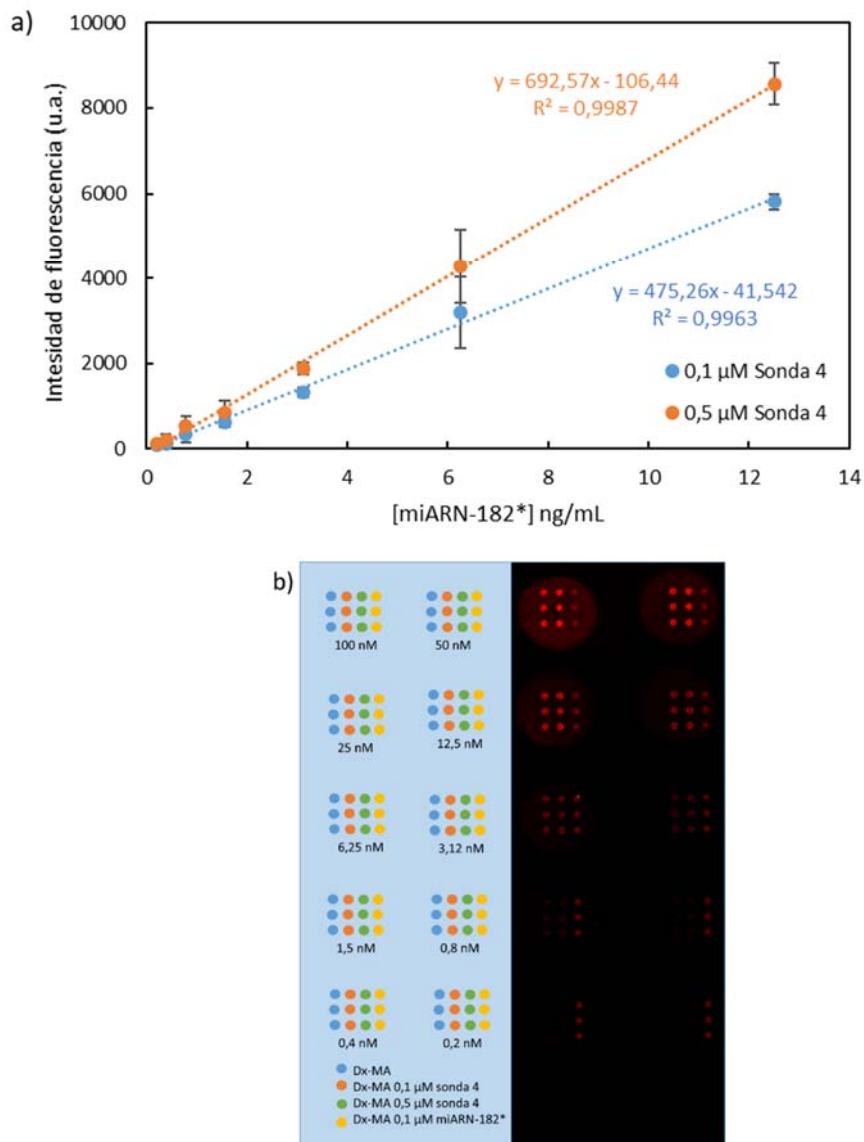 a)
10000
8000
6000
4000
2000
0
Intesidad de fluorescencia (u.a.)
y = 692,57x - 106,44
R² = 0,9987
y = 475,26x - 41,542
R² = 0,9963
0,1 µM Sonda 4
0,5 µM Sonda 4
0 2 4 6 8 10 12 14
[miARN-182*] ng/mL
b)
100 nM 50 nM
25 nM 12,5 nM
6,25 nM 3,12 nM
1,5 nM 0,8 nM
0,4 nM 0,2 nM
Dx-MA
Dx-MA 0,1 µM sonda 4
Dx-MA 0,5 µM sonda 4
Dx-MA 0,1 µM miARN-182*